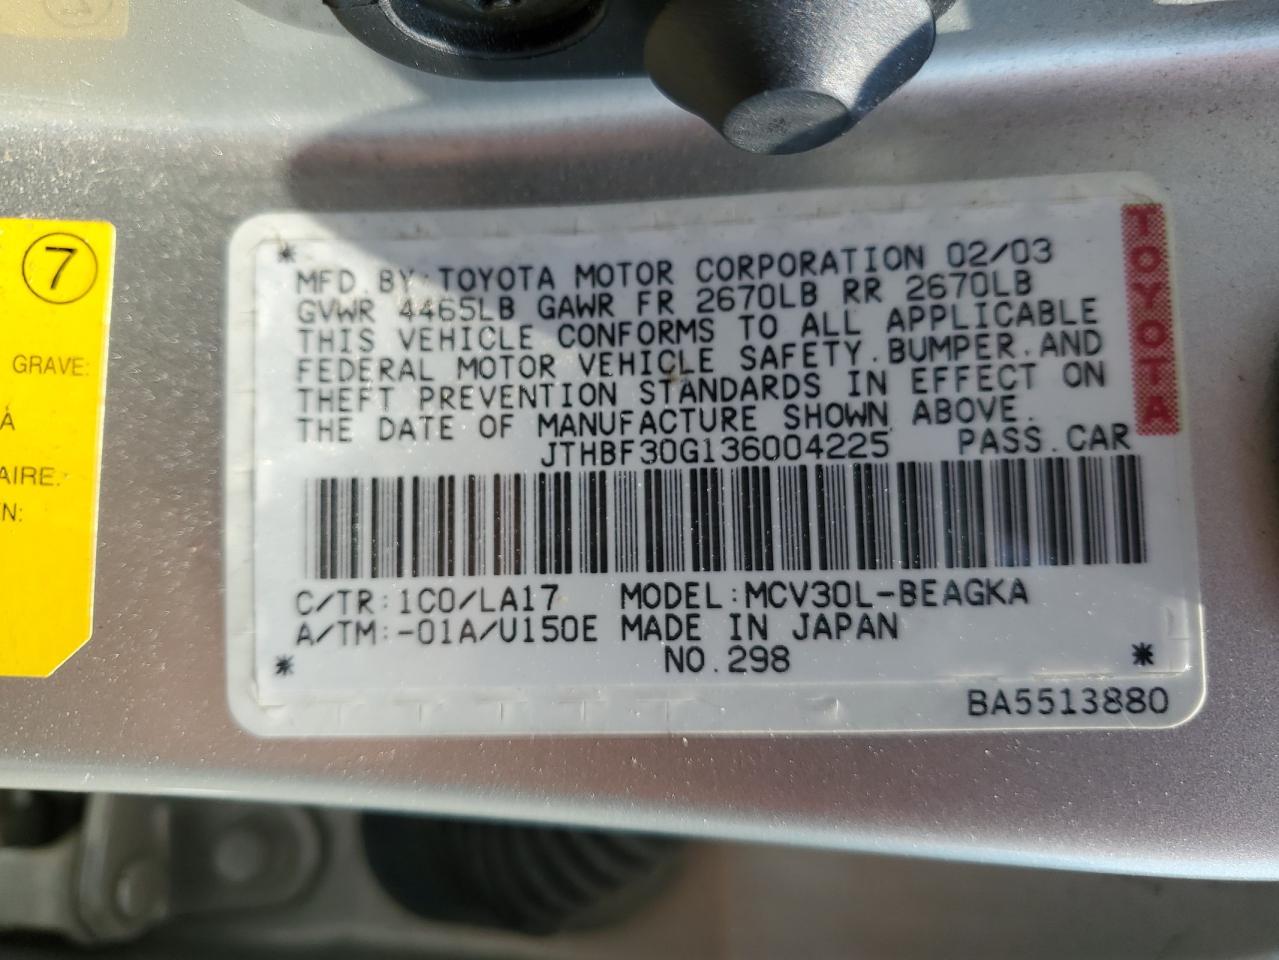 7
GRAVE:
À
AIRE.
N:
MFD. BY: TOYOTA MOTOR CORPORATION 02/03
GVWR 4465LB GAWR FR 2670LB RR 2670LB
THIS VEHICLE CONFORMS TO ALL APPLICABLE
FEDERAL MOTOR VEHICLE SAFETY. BUMPER. AND
THEFT PREVENTION STANDARDS IN EFFECT ON
THE DATE OF MANUFACTURE SHOWN ABOVE.
JTHBF30G136004225 PASS. CAR
C/TR: 1C0/LA17 MODEL: MCV30L-BEAGKA
A/TM: -01A/U150E MADE IN JAPAN
NO. 298
BA5513880
TOYOTA